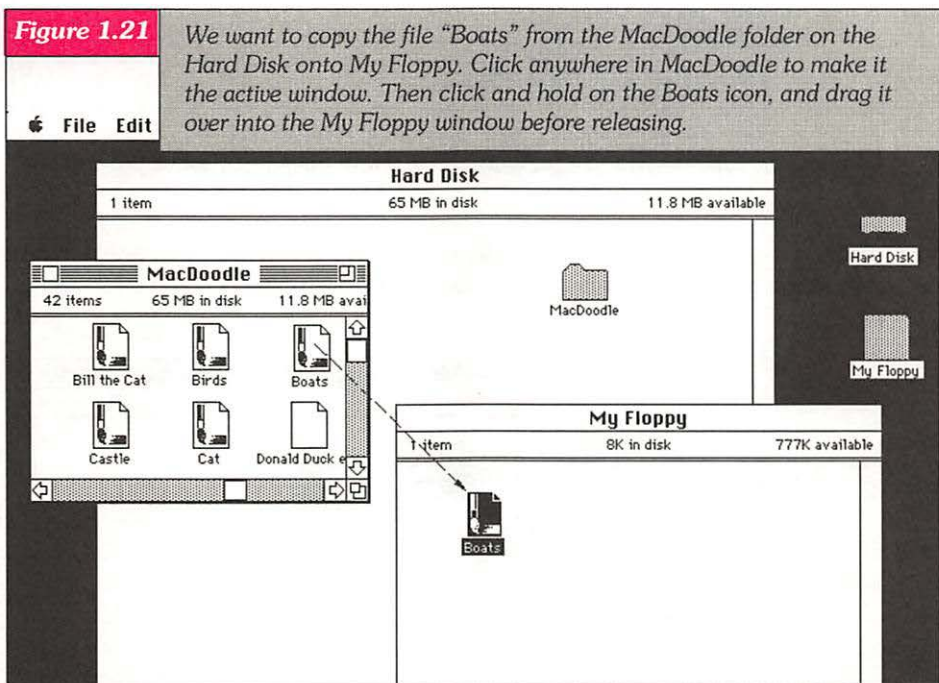 Figure 1.21
We want to copy the file “Boats” from the MacDoodle folder on the
Hard Disk onto My Floppy. Click anywhere in MacDoodle to make it
the active window. Then click and hold on the Boats icon, and drag it
over into the My Floppy window before releasing.
File Edit
Hard Disk
1 item 65 MB in disk 11.8 MB available
Hard Disk
MacDoodle
42 items 65 MB in disk 11.8 MB avai
MacDoodle
Bill the Cat Birds Boats
My Floppy
Castle Cat Donald Duck e
My Floppy
1 item 8K in disk 777K available
Boats